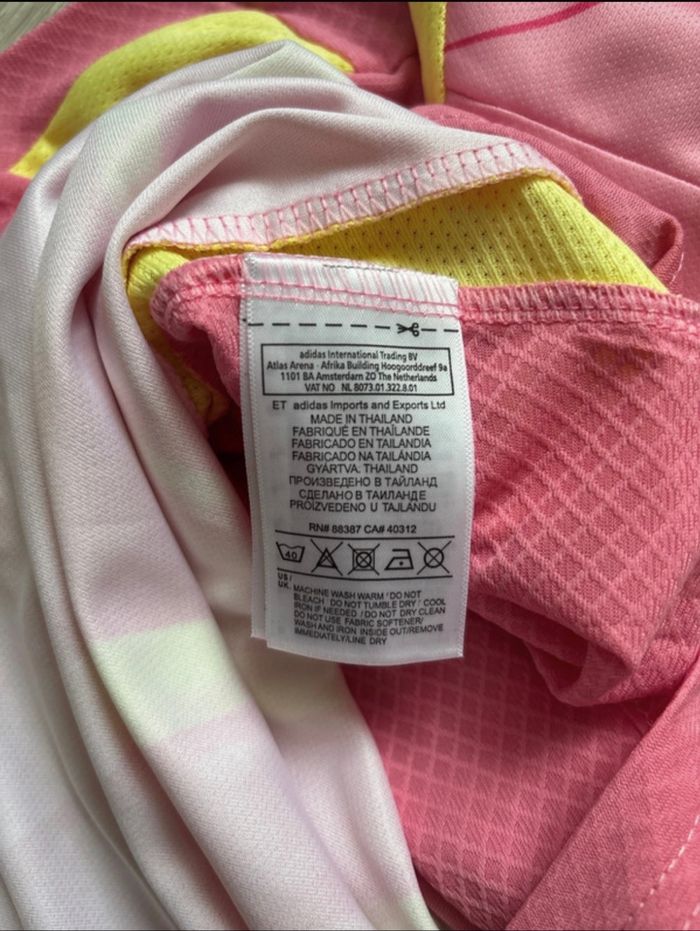 adidas International Trading BV
Atlas Arena - Afrika Building Hoogoorddreef 9a
1101 BA Amsterdam ZO The Netherlands
VAT NO NL 8073.01.322.8.01
ET adidas Imports and Exports Ltd
MADE IN THAILAND
FABRIQUÉ EN THAÏLANDE
FABRICADO EN TAILANDIA
FABRICADO NA TAILÂNDIA
GYÁRTVA: THAILAND
ПРОИЗВЕДЕНО В ТАЙЛАНД
СДЕЛАНО В ТАИЛАНДЕ
PROIZVEDENO U TAJLANDU
RN# 88387 CA# 40312
40
US/
UK. MACHINE WASH WARM * DO NOT
BLEACH DO NOT TUMBLE DRY * COOL
IRON IF NEEDED / DO NOT DRY CLEAN
DO NOT USE FABRIC SOFTENER/
WASH AND IRON INSIDE OUT/REMOVE
IMMEDIATELY/LINE DRY